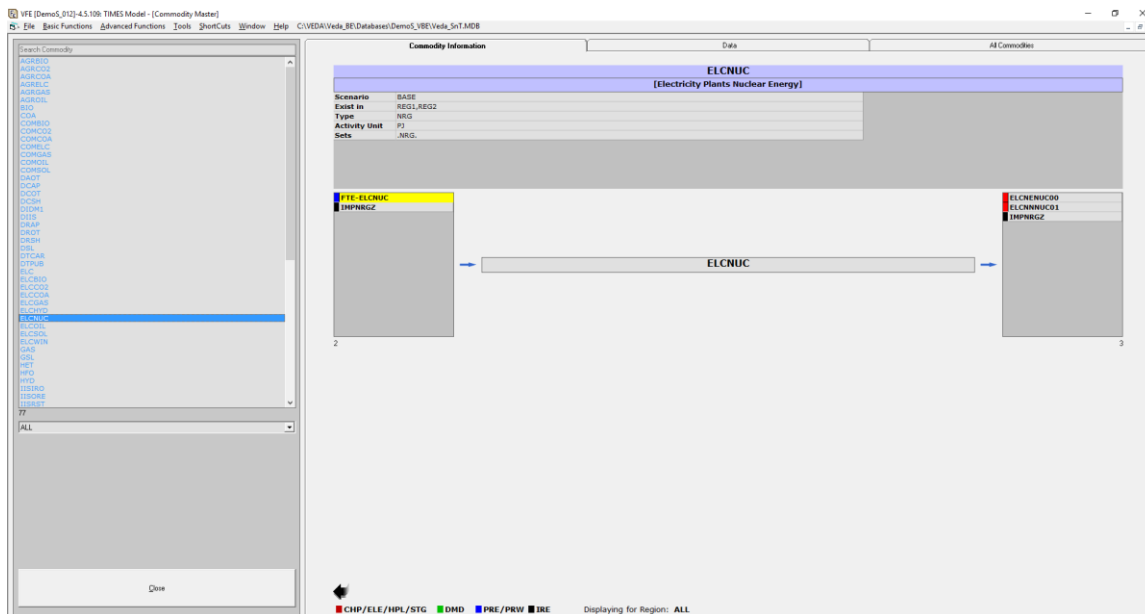 VFE [DemoS_012]-4.5.109: TIMES Model - [Commodity Master]
File Basic Functions Advanced Functions Tools ShortCuts Window Help C:\VEDA\Veda_BE\Databases\DemoS_VBE\Veda_SnT.MDB
Search Commodity
AGRBIO
AGRCO2
AGRCOA
AGRELC
AGRGAS
AGROIL
BIO
COA
COMBIO
COMCO2
COMCOA
COMELC
COMGAS
COMOIL
COMSOL
DAOT
DCAP
DCOT
DCSH
DIDM1
DIIS
DRAP
DROT
DRSH
DSL
DTCAR
DTPUB
ELC
ELCBIO
ELCCO2
ELCCOA
ELCGAS
ELCHYD
ELCNUC
ELCOIL
ELCSOL
ELCWIN
GAS
GSL
HET
HFO
HYD
IISIRO
IISORE
IISRST
77
ALL
Close
Commodity Information Data All Commodities
ELCNUC
[Electricity Plants Nuclear Energy]
Scenario BASE
Exist in REG1,REG2
Type NRG
Activity Unit PJ
Sets .NRG.
FTE-ELCNUC
IMPNRGZ
2
ELCNUC
ELCNENUC00
ELCNNNUC01
IMPNRGZ
3
CHP/ELE/HPL/STG DMD PRE/PRW IRE Displaying for Region: ALL